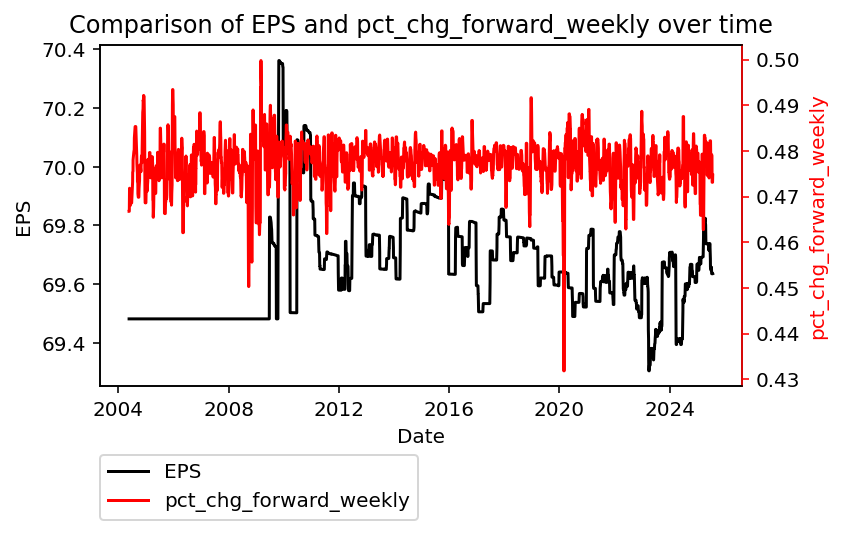 Comparison of EPS and pct_chg_forward_weekly over time
70.4
70.2
70.0
69.8
69.6
69.4
EPS
0.50
0.49
0.48
0.47
0.46
0.45
0.44
0.43
pct_chg_forward_weekly
2004 2008 2012 2016 2020 2024
Date
EPS
pct_chg_forward_weekly